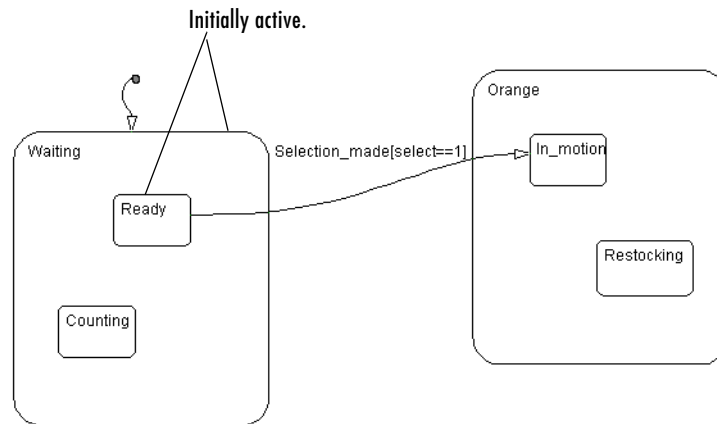 Initially active.
Orange
Waiting
Selection_made[select==1]
In_motion
Ready
Restocking
Counting